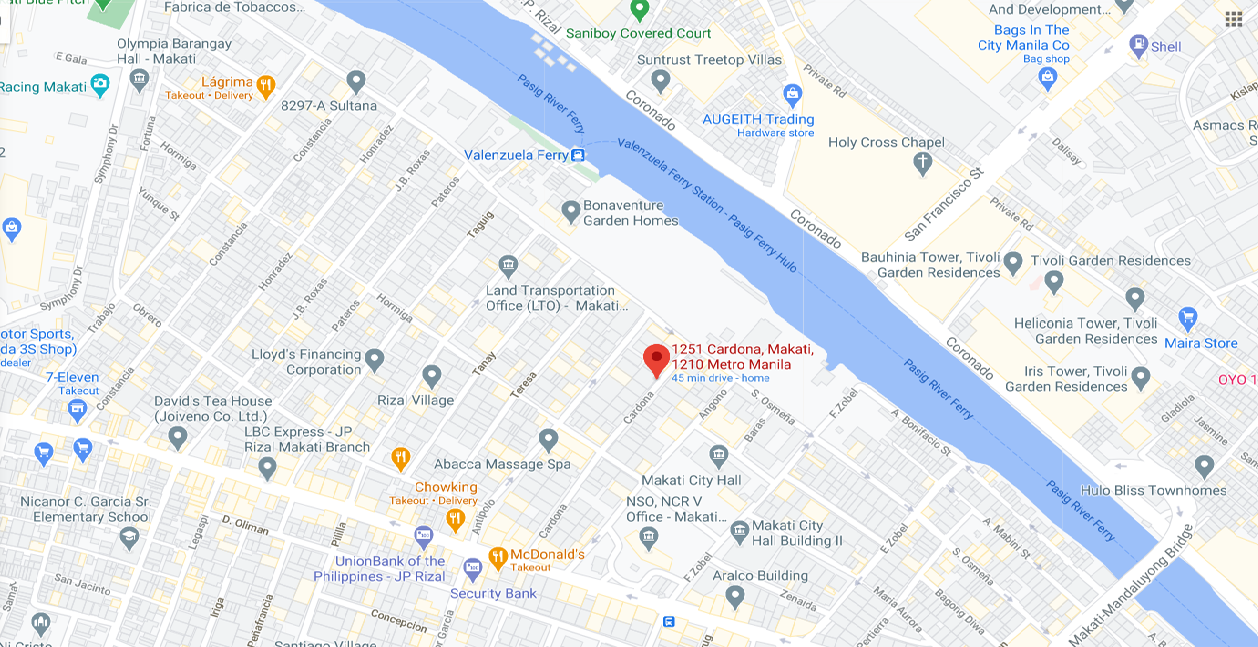 Fabrica de Tabaccos...
Saniboy Covered Court
And Development...
Bags In The
City Manila Co
Bag shop
Shell
P. Rizal
Olympia Barangay
Hall - Makati
E Gala
Racing Makati
Lágrima
Takeout • Delivery
8297-A Sultana
Suntrust Treetop Villas
Private Rd
Coronado
AUGEITH Trading
Hardware store
Pasig River Ferry
Holy Cross Chapel
Dallsay
Asmacs R
Symphony Dr
Fortuna
Hormiga
Constancia
Honradez
J.B. Roxas
Pateros
Valenzuela Ferry
Valenzuela Ferry Station - Pasig Ferry Hulo
San Francisco St
Private Rd
Yunque St
Taguig
Bonaventure
Garden Homes
Coronado
Constancia
Honradez
Bauhinia Tower, Tivoli
Garden Residences
Tivoli Garden Residences
Land Transportation
Office (LTO) - Makati...
Symphony Dr
Trabajo
Obrero
J.B. Roxas
Pateros
Hormiga
Heliconia Tower, Tivoli
Garden Residences
Maira Store
otor Sports,
da 3S Shop)
dealer
7-Eleven
Takeout
Constancia
Lloyd's Financing
Corporation
Tanay
Teresa
1251 Cardona, Makati,
1210 Metro Manila
45 min drive - home
Coronado
Pasig River Ferry
Iris Tower, Tivoli
Garden Residences
OYO 1
David's Tea House
(Joiveno Co. Ltd.)
Rizal Village
Cardona
Angono
Baras
S. Osmeña
F.Zobel
A. Bonifacio St
Gladiola
Jasmine
LBC Express - JP
Rizal Makati Branch
Abacca Massage Spa
Makati City Hall
Hulo Bliss Townhomes
Nicanor C. Garcia Sr
Elementary Schoo
Chowking
Takeout • Delivery
NSO, NCR V
Office - Makati...
Makati City
Hall Building II
Pasig River Ferry
Legaspi
D. Oliman
Pililla
Antipolo
Cardona
F.Zobel
A. Mabini St
UnionBank of the
Philippines - JP Rizal
McDonald's
Takeout
Security Bank
F.Zobel
Aralco Building
Zenarda
S. Osmeña
Maria Aurora
Bagong Diwa
Makati-Mandaluyong Bridge
San Jacinto
Sama
Iriga
Peñafrancia
Concepcion
Garcia
Santiago Village
Pertierra